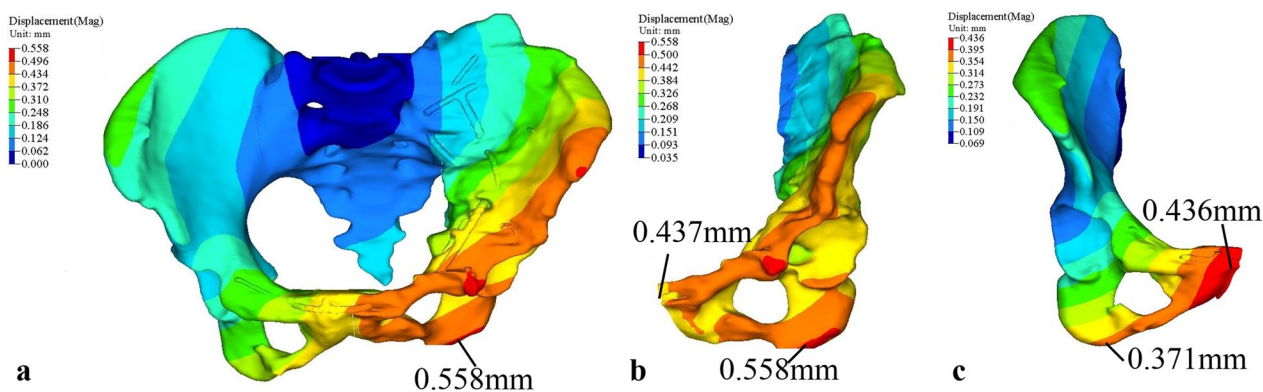 Displacement(Mag)
Unit: mm
0.558
0.496
0.434
0.372
0.310
0.248
0.186
0.124
0.062
0.000
a
0.558mm
Displacement(Mag)
Unit: mm
0.558
0.500
0.442
0.384
0.326
0.268
0.209
0.151
0.093
0.035
0.437mm
b
0.558mm
Displacement(Mag)
Unit: mm
0.436
0.395
0.354
0.314
0.273
0.232
0.191
0.150
0.109
0.069
0.436mm
c
0.371mm